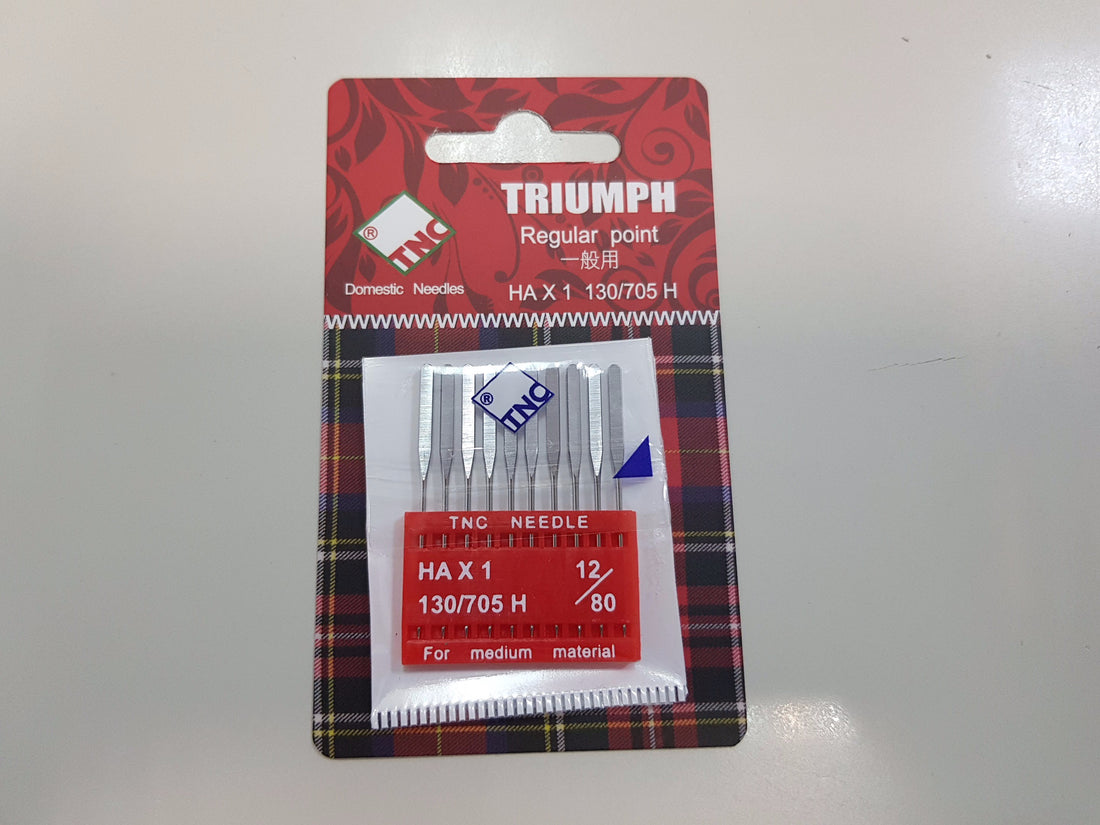 TRIUMPH
Regular point
一般用
® TNC
Domestic Needles
HA X 1 130/705 H
® TNC
TNC NEEDLE
HA X 1
12/80
130/705 H
For medium material